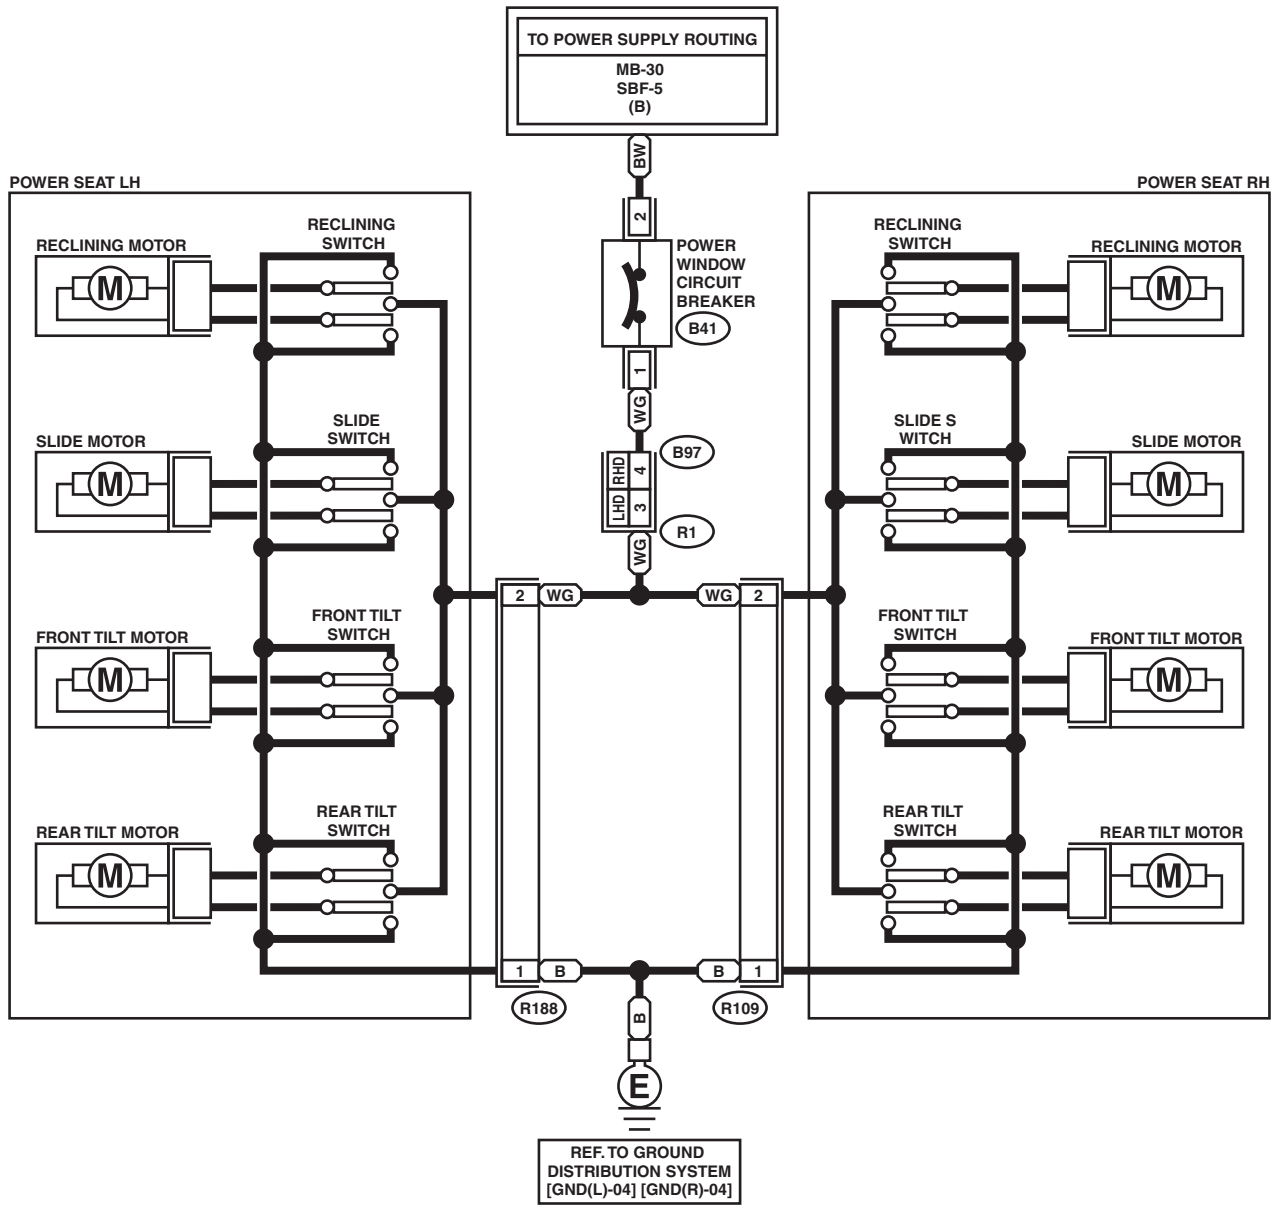 TO POWER SUPPLY ROUTING
MB-30
SBF-5
(B)
BW
2
POWER
WINDOW
CIRCUIT
BREAKER
B41
1
WG
B97
RHD 4
LHD 3
R1
WG
POWER SEAT LH
RECLINING MOTOR
M
RECLINING
SWITCH
SLIDE MOTOR
M
SLIDE
SWITCH
FRONT TILT MOTOR
M
FRONT TILT
SWITCH
REAR TILT MOTOR
M
REAR TILT
SWITCH
2 WG
WG 2
1 B
B 1
R188
R109
B
E
REF. TO GROUND
DISTRIBUTION SYSTEM
[GND(L)-04] [GND(R)-04]
POWER SEAT RH
RECLINING
SWITCH
RECLINING MOTOR
M
SLIDE S
WITCH
SLIDE MOTOR
M
FRONT TILT
SWITCH
FRONT TILT MOTOR
M
REAR TILT
SWITCH
REAR TILT MOTOR
M